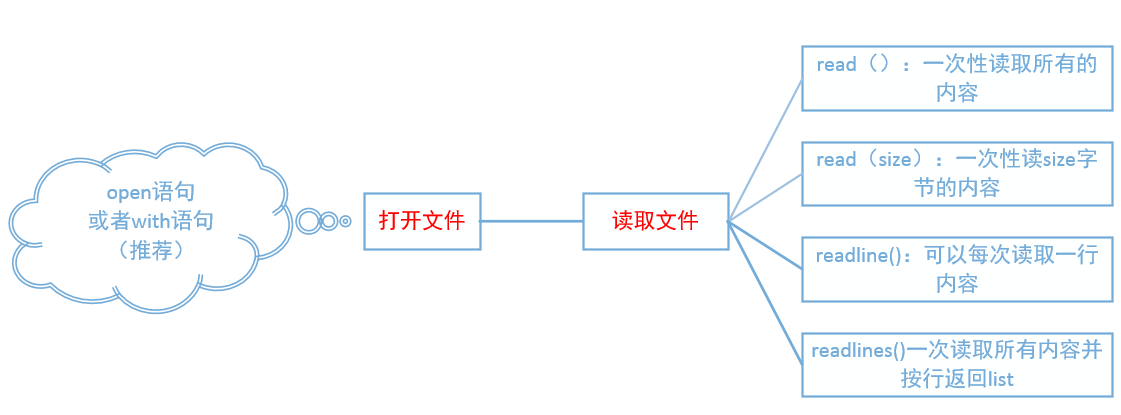 open语句
或者with语句
（推荐）
打开文件
读取文件
read（）：一次性读取所有的
内容
read（size）：一次性读size字
节的内容
readline()：可以每次读取一行
内容
readlines()一次读取所有内容并
按行返回list